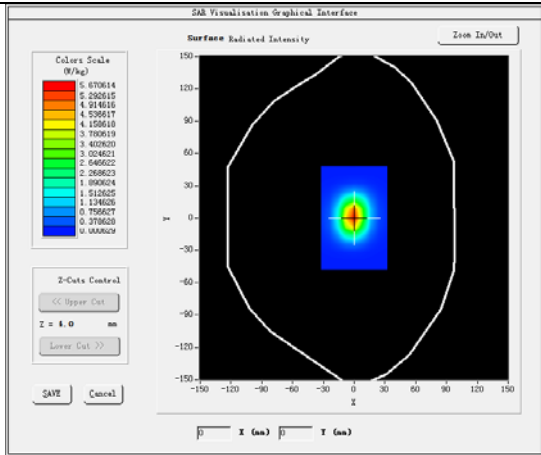 SAR Visualisation Graphical Interface
Surface Radiated Intensity
Zoom In/Out
Colors Scale
(W/kg)
5.670614
5.292615
4.914616
4.536617
4.158618
3.780619
3.402620
3.024621
2.646622
2.268623
1.890624
1.512625
1.134626
0.756627
0.378628
0.000629
150
120
90
60
30
0
-30
-60
-90
-120
-150
Y
-150 -120 -90 -60 -30 0 30 60 90 120 150
X
Z-Cuts Control
<< Upper Cut
Z = 4.0 mm
Lower Cut >>
SAVE Cancel
0 X (mm) 0 Y (mm)